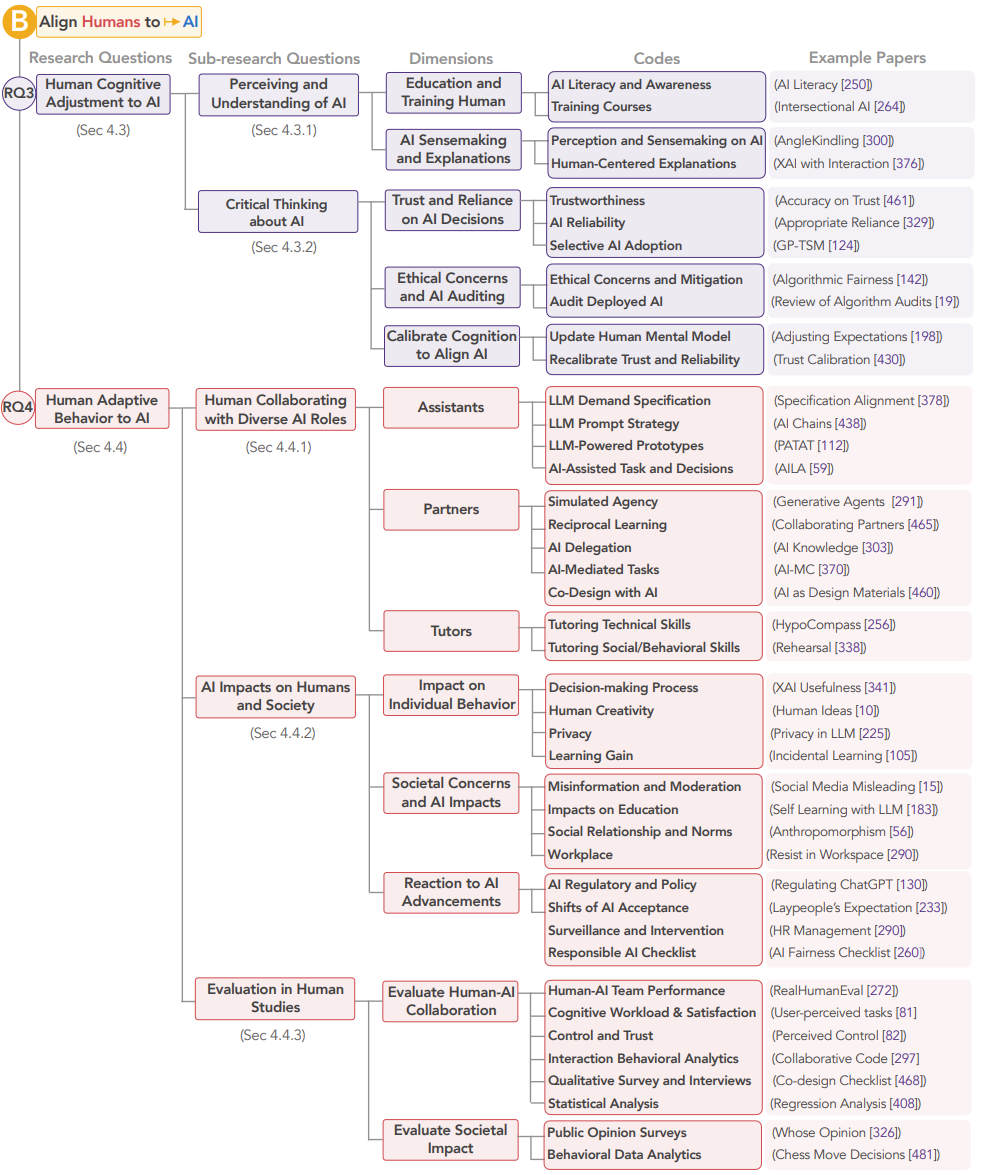 B Align Humans to ↦ AI
Research Questions Sub-research Questions Dimensions Codes Example Papers
RQ3
Human Cognitive
Adjustment to AI
(Sec 4.3)
Perceiving and
Understanding of AI
(Sec 4.3.1)
Education and
Training Human
AI Literacy and Awareness (AI Literacy [250])
Training Courses (Intersectional AI [264])
AI Sensemaking
and Explanations
Perception and Sensemaking on AI (AngleKindling [300])
Human-Centered Explanations (XAI with Interaction [376])
Critical Thinking
about AI
(Sec 4.3.2)
Trust and Reliance
on AI Decisions
Trustworthiness (Accuracy on Trust [461])
AI Reliability (Appropriate Reliance [329])
Selective AI Adoption (GP-TSM [124])
Ethical Concerns
and AI Auditing
Ethical Concerns and Mitigation (Algorithmic Fairness [142])
Audit Deployed AI (Review of Algorithm Audits [19])
Calibrate Cognition
to Align AI
Update Human Mental Model (Adjusting Expectations [198])
Recalibrate Trust and Reliability (Trust Calibration [430])
RQ4
Human Adaptive
Behavior to AI
(Sec 4.4)
Human Collaborating
with Diverse AI Roles
(Sec 4.4.1)
Assistants
LLM Demand Specification (Specification Alignment [378])
LLM Prompt Strategy (AI Chains [438])
LLM-Powered Prototypes (PATAT [112])
AI-Assisted Task and Decisions (AILA [59])
Partners
Simulated Agency (Generative Agents [291])
Reciprocal Learning (Collaborating Partners [465])
AI Delegation (AI Knowledge [303])
AI-Mediated Tasks (AI-MC [370])
Co-Design with AI (AI as Design Materials [460])
Tutors
Tutoring Technical Skills (HypoCompass [256])
Tutoring Social/Behavioral Skills (Rehearsal [338])
AI Impacts on Humans
and Society
(Sec 4.4.2)
Impact on
Individual Behavior
Decision-making Process (XAI Usefulness [341])
Human Creativity (Human Ideas [10])
Privacy (Privacy in LLM [225])
Learning Gain (Incidental Learning [105])
Societal Concerns
and AI Impacts
Misinformation and Moderation (Social Media Misleading [15])
Impacts on Education (Self Learning with LLM [183])
Social Relationship and Norms (Anthropomorphism [56])
Workplace (Resist in Workspace [290])
Reaction to AI
Advancements
AI Regulatory and Policy (Regulating ChatGPT [130])
Shifts of AI Acceptance (Laypeople's Expectation [233])
Surveillance and Intervention (HR Management [290])
Responsible AI Checklist (AI Fairness Checklist [260])
Evaluation in Human
Studies
(Sec 4.4.3)
Evaluate Human-AI
Collaboration
Human-AI Team Performance (RealHumanEval [272])
Cognitive Workload & Satisfaction (User-perceived tasks [81]
Control and Trust (Perceived Control [82])
Interaction Behavioral Analytics (Collaborative Code [297]
Qualitative Survey and Interviews (Co-design Checklist [468])
Statistical Analysis (Regression Analysis [408])
Evaluate Societal
Impact
Public Opinion Surveys (Whose Opinion [326])
Behavioral Data Analytics (Chess Move Decisions [481])